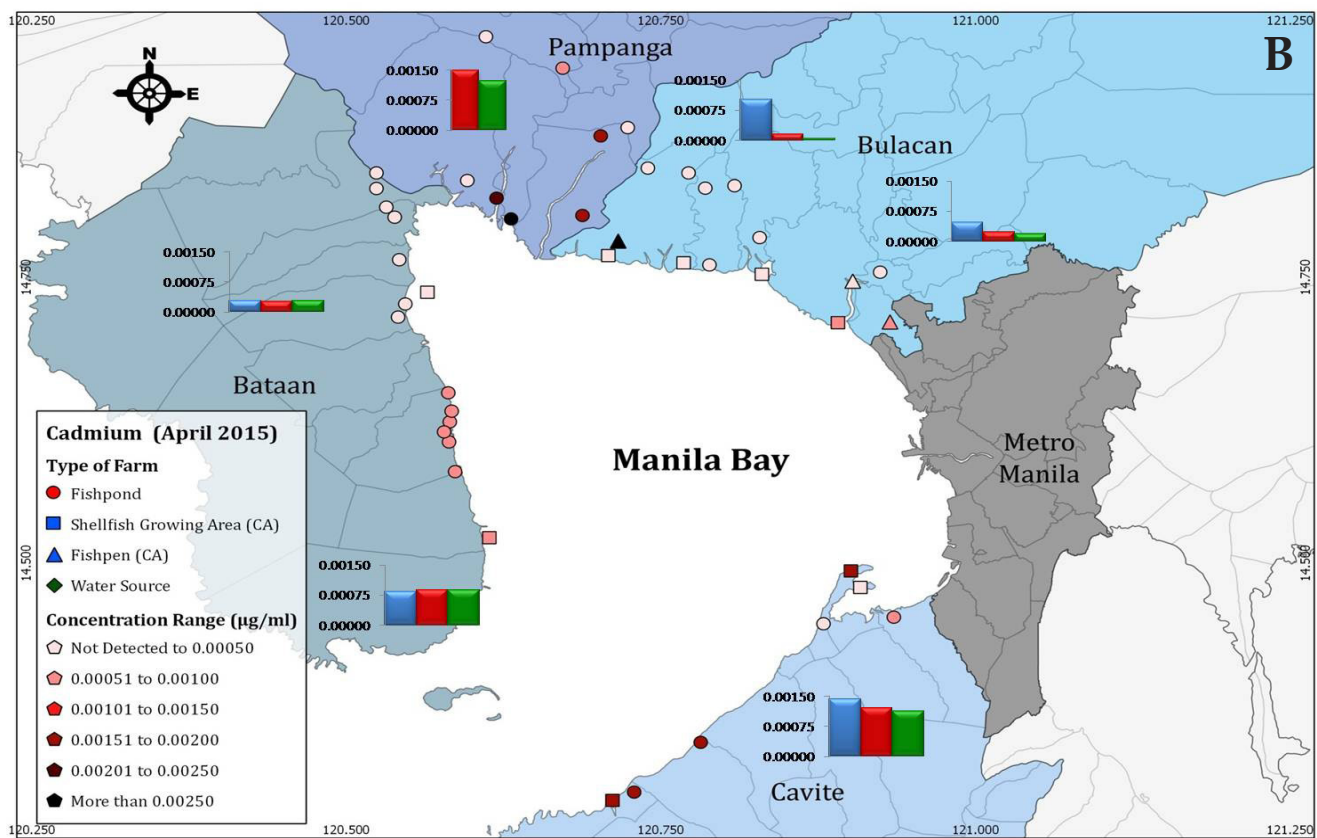 120.250
120.500
120.750
121.000
121.250
B
N
E
Pampanga
0.00150
0.00075
0.00000
0.00150
0.00075
0.00000
Bulacan
0.00150
0.00075
0.00000
14.750
14.750
0.00150
0.00075
0.00000
Bataan
Manila Bay
Metro
Manila
Cadmium (April 2015)
Type of Farm
Fishpond
Shellfish Growing Area (CA)
Fishpen (CA)
Water Source
Concentration Range (µg/ml)
Not Detected to 0.00050
0.00051 to 0.00100
0.00101 to 0.00150
0.00151 to 0.00200
0.00201 to 0.00250
More than 0.00250
14.500
14.500
0.00150
0.00075
0.00000
0.00150
0.00075
0.00000
Cavite
120.250
120.500
120.750
121.000
121.250